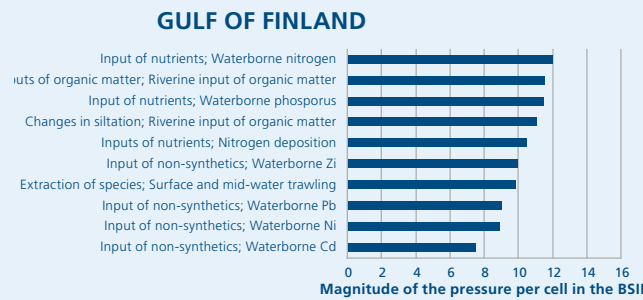 GULF OF FINLAND
Input of nutrients; Waterborne nitrogen
uts of organic matter; Riverine input of organic matter
Input of nutrients; Waterborne phosporus
Changes in siltation; Riverine input of organic matter
Inputs of nutrients; Nitrogen deposition
Input of non-synthetics; Waterborne Zi
Extraction of species; Surface and mid-water trawling
Input of non-synthetics; Waterborne Pb
Input of non-synthetics; Waterborne Ni
Input of non-synthetics; Waterborne Cd
0 2 4 6 8 10 12 14 16
Magnitude of the pressure per cell in the BSII